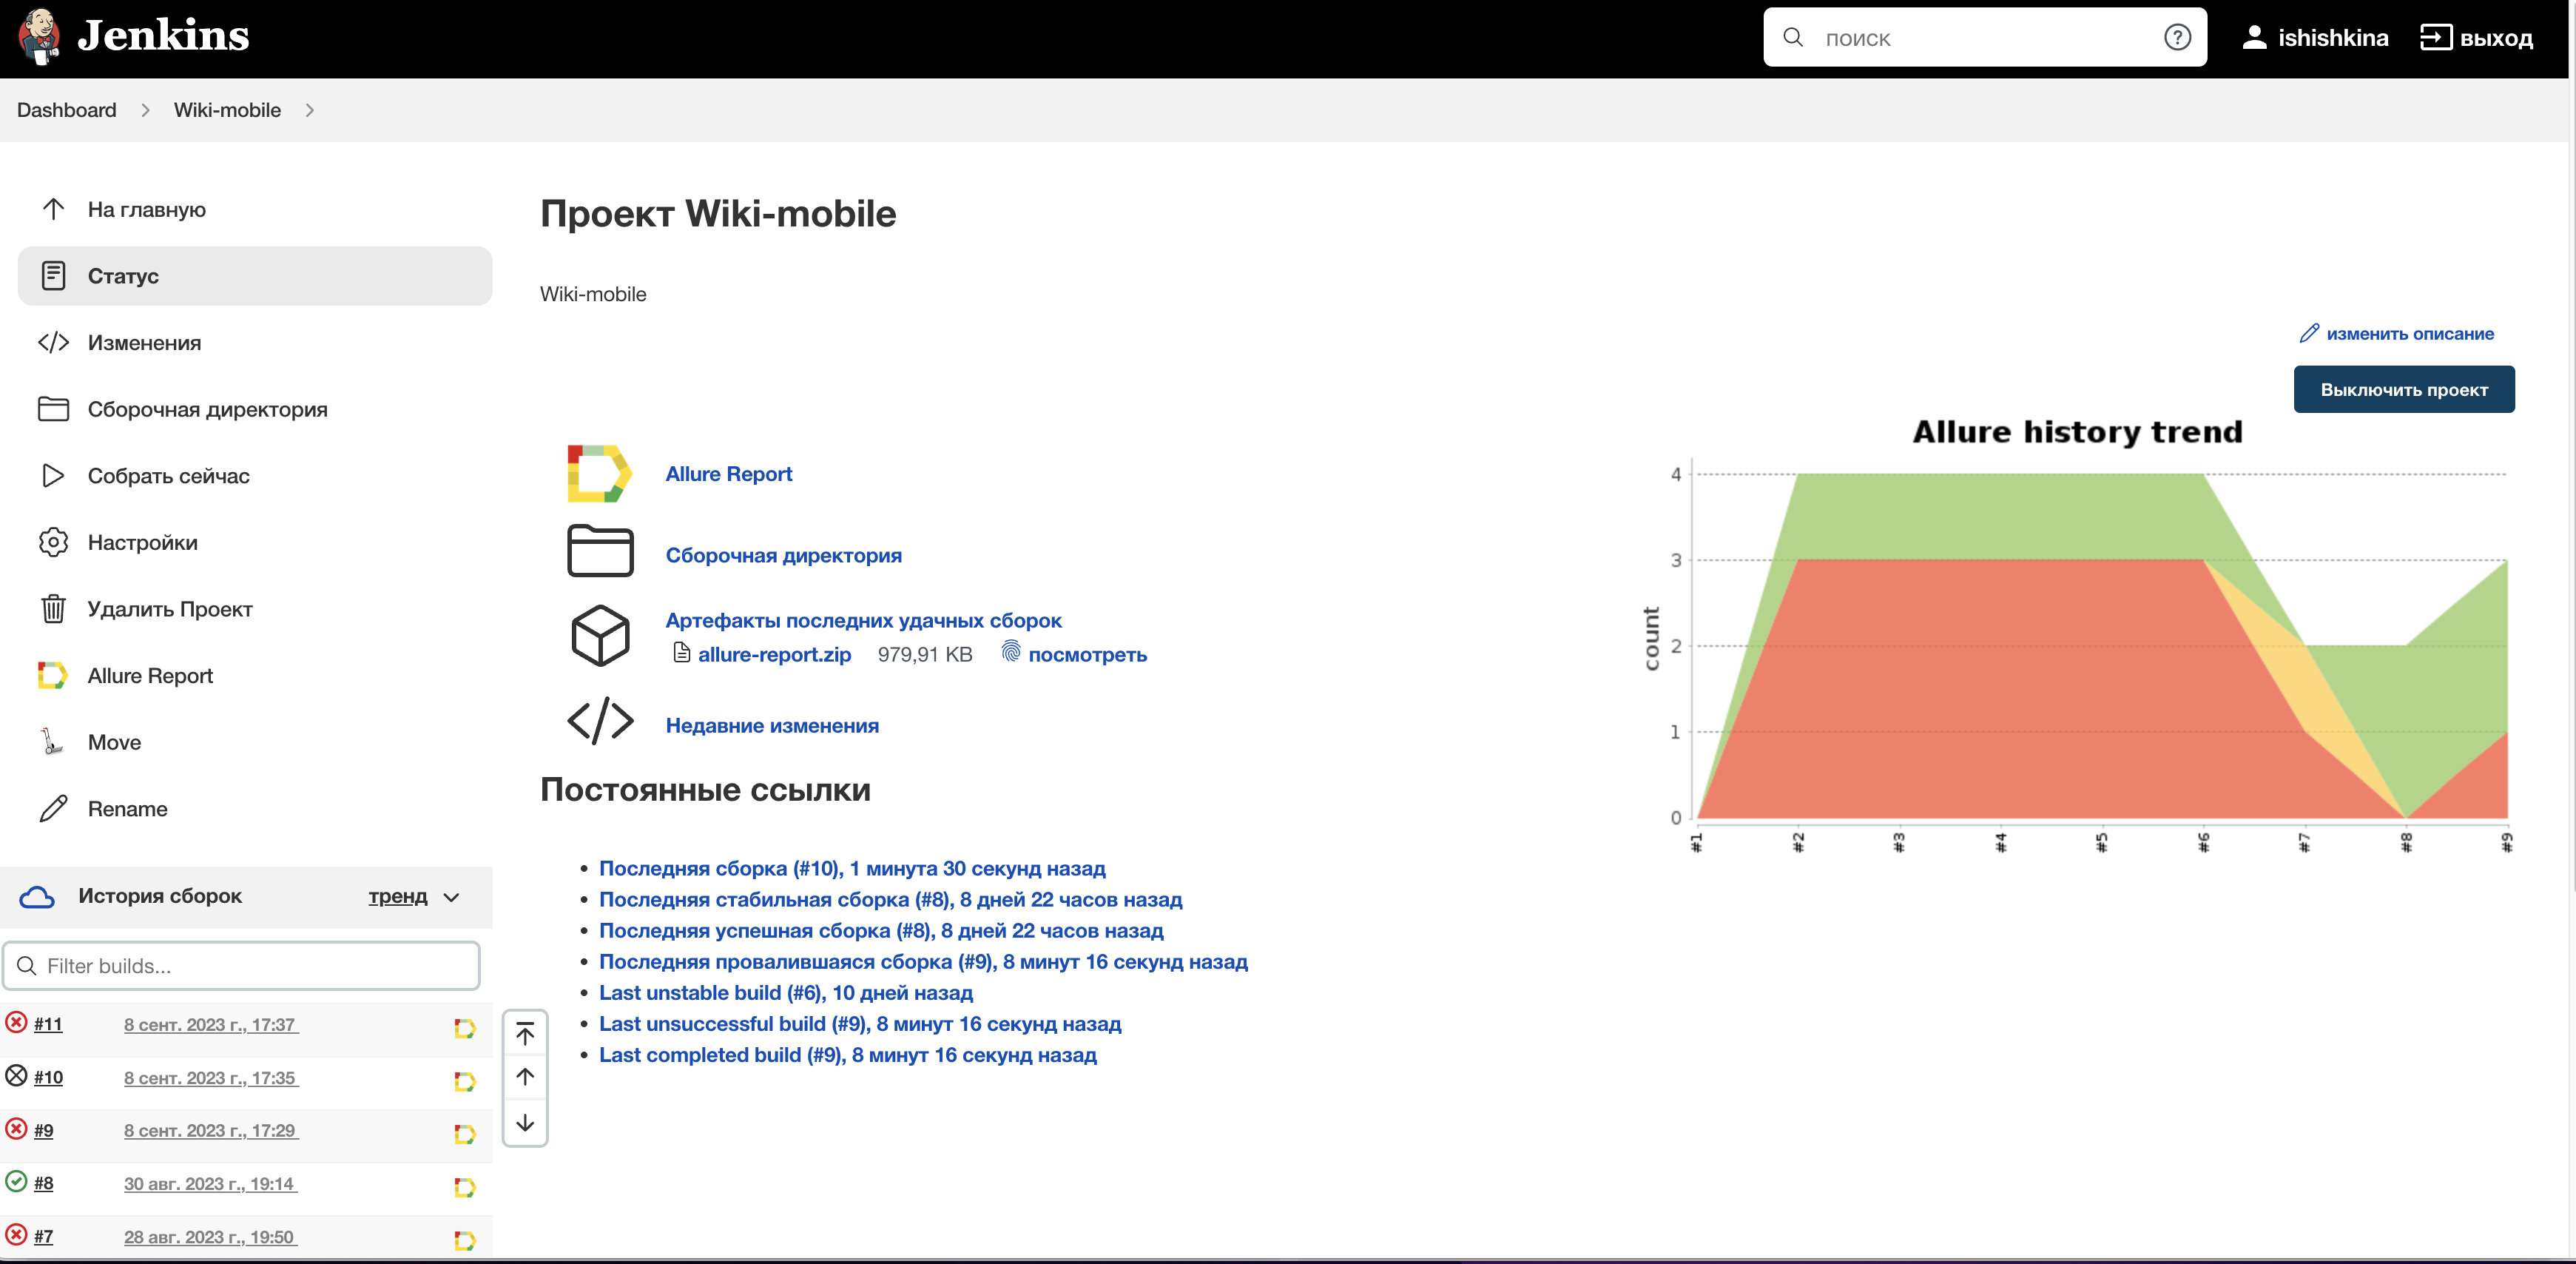 Jenkins
поиск
ishishkina
выход
Dashboard
Wiki-mobile
На главную
Статус
Изменения
Сборочная директория
Собрать сейчас
Настройки
Удалить Проект
Allure Report
Move
Rename
История сборок
тренд
Filter builds...
#11 8 сент. 2023 г., 17:37
#10 8 сент. 2023 г., 17:35
#9 8 сент. 2023 г., 17:29
#8 30 авг. 2023 г., 19:14
#7 28 авг. 2023 г., 19:50
Проект Wiki-mobile
Wiki-mobile
изменить описание
Выключить проект
Allure Report
Сборочная директория
Артефакты последних удачных сборок
allure-report.zip 979,91 KB посмотреть
Недавние изменения
Постоянные ссылки
Последняя сборка (#10), 1 минута 30 секунд назад
Последняя стабильная сборка (#8), 8 дней 22 часов назад
Последняя успешная сборка (#8), 8 дней 22 часов назад
Последняя провалившаяся сборка (#9), 8 минут 16 секунд назад
Last unstable build (#6), 10 дней назад
Last unsuccessful build (#9), 8 минут 16 секунд назад
Last completed build (#9), 8 минут 16 секунд назад
Allure history trend
4
3
2
1
0
count
#1 #2 #3 #4 #5 #6 #7 #8 #9